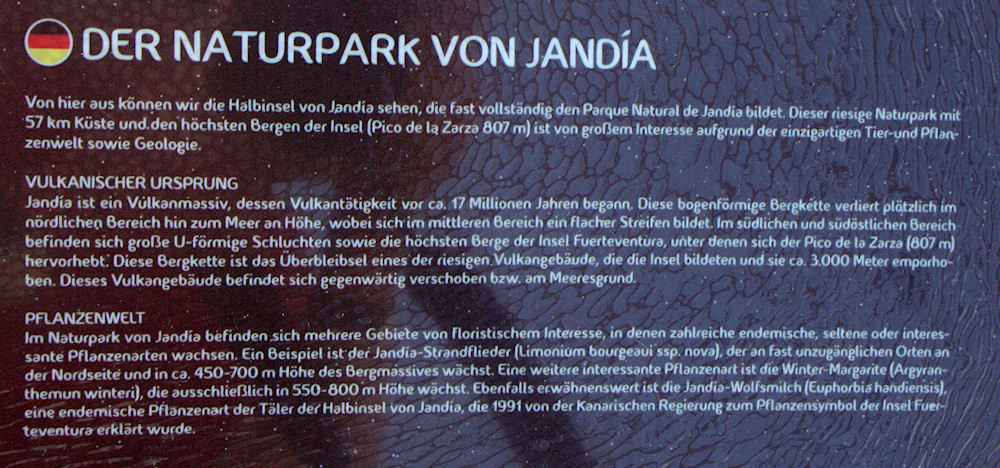 DER NATURPARK VON JANDÍA
Von hier aus können wir die Halbinsel von Jandía sehen, die fast vollständig den Parque Natural de Jandía bildet. Dieser riesige Naturpark mit
57 km Küste und den höchsten Bergen der Insel (Pico de la Zarza 807 m) ist von großem Interesse aufgrund der einzigartigen Tier-und Pflan-
zenwelt sowie Geologie.
VULKANISCHER URSPRUNG
Jandía ist ein Vulkanmassiv, dessen Vulkantätigkeit vor ca. 17 Millionen Jahren begann. Diese bogenförmige Bergkette verliert plötzlich im
nördlichen Bereich hin zum Meer an Höhe, wobei sich im mittleren Bereich ein flacher Streifen bildet. Im südlichen und südöstlichen Bereich
befinden sich große U-förmige Schluchten sowie die höchsten Berge der Insel Fuerteventura, unter denen sich der Pico de la Zarza (807 m)
hervorhebt. Diese Bergkette ist das Überbleibsel eines der riesigen Vulkangebäude, die die Insel bildeten und sie ca. 3.000 Meter emporho-
ben. Dieses Vulkangebäude befindet sich gegenwärtig verschoben bzw. am Meeresgrund.
PFLANZENWELT
Im Naturpark von Jandía befinden sich mehrere Gebiete von floristischem Interesse, in denen zahlreiche endemische, seltene oder interes-
sante Pflanzenarten wachsen. Ein Beispiel ist der Jandía-Strandflieder (Limonium bourgeaui ssp. nova), der an fast unzugänglichen Orten an
der Nordseite und in ca. 450-700 m Höhe des Bergmassives wächst. Eine weitere interessante Pflanzenart ist die Winter-Margarite (Argyran-
themun winteri), die ausschließlich in 550-800 m Höhe wächst. Ebenfalls erwähnenswert ist die Jandía-Wolfsmilch (Euphorbia handiensis),
eine endemische Pflanzenart der Täler der Halbinsel von Jandía, die 1991 von der Kanarischen Regierung zum Pflanzensymbol der Insel Fuer-
teventura erklärt wurde.